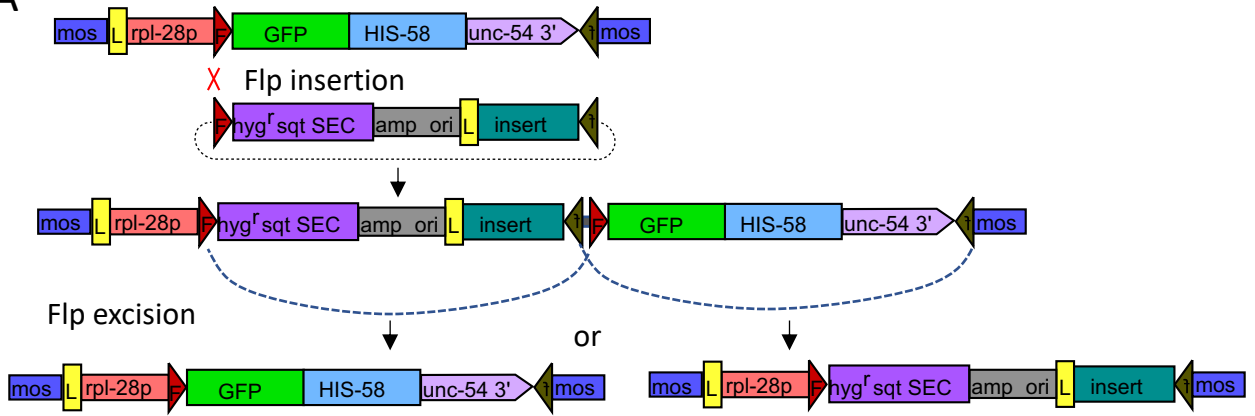 A
mos L rpl-28p F GFP HIS-58 unc-54 3' f mos
X Flp insertion
F hygr sqt SEC amp ori L insert f
mos L rpl-28p F hygr sqt SEC amp ori L insert f F GFP HIS-58 unc-54 3' f mos
Flp excision
or
mos L rpl-28p F GFP HIS-58 unc-54 3' f mos
mos L rpl-28p F hygr sqt SEC amp ori L insert f mos